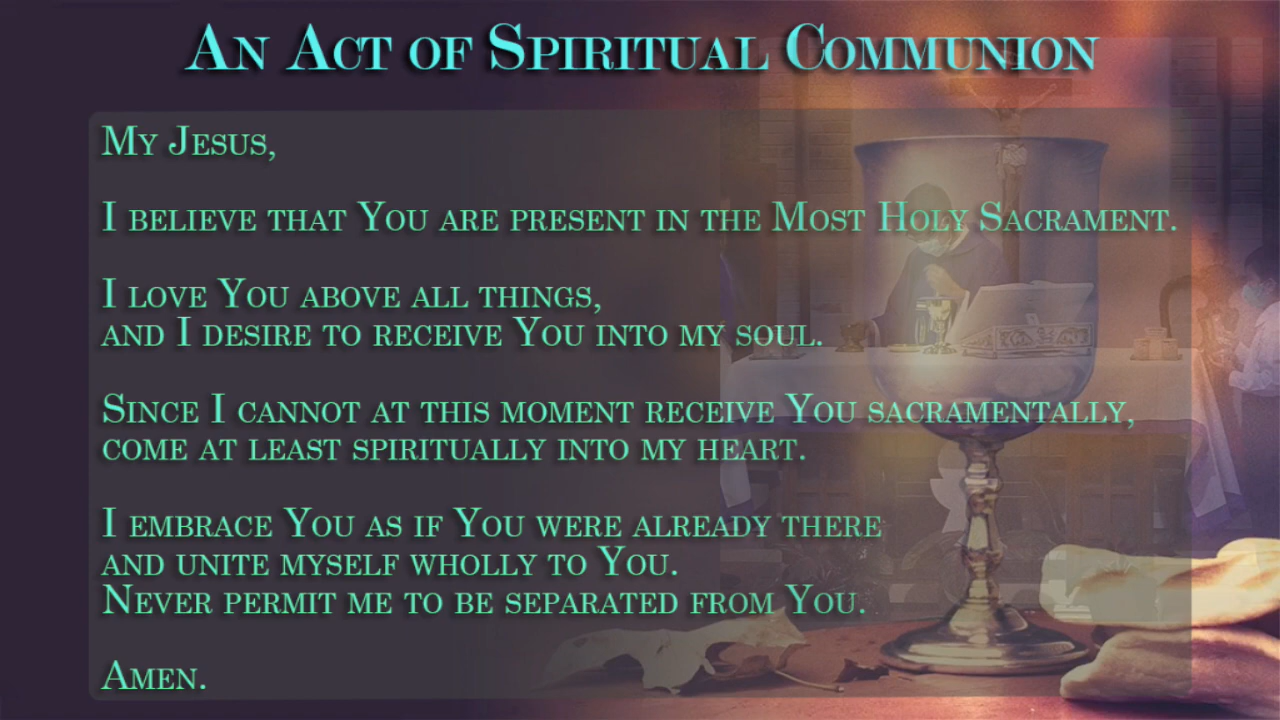 An Act of Spiritual Communion
My Jesus,
I believe that You are present in the Most Holy Sacrament.
I love You above all things,
and I desire to receive You into my soul.
Since I cannot at this moment receive You sacramentally,
come at least spiritually into my heart.
I embrace You as if You were already there
and unite myself wholly to You.
Never permit me to be separated from You.
Amen.